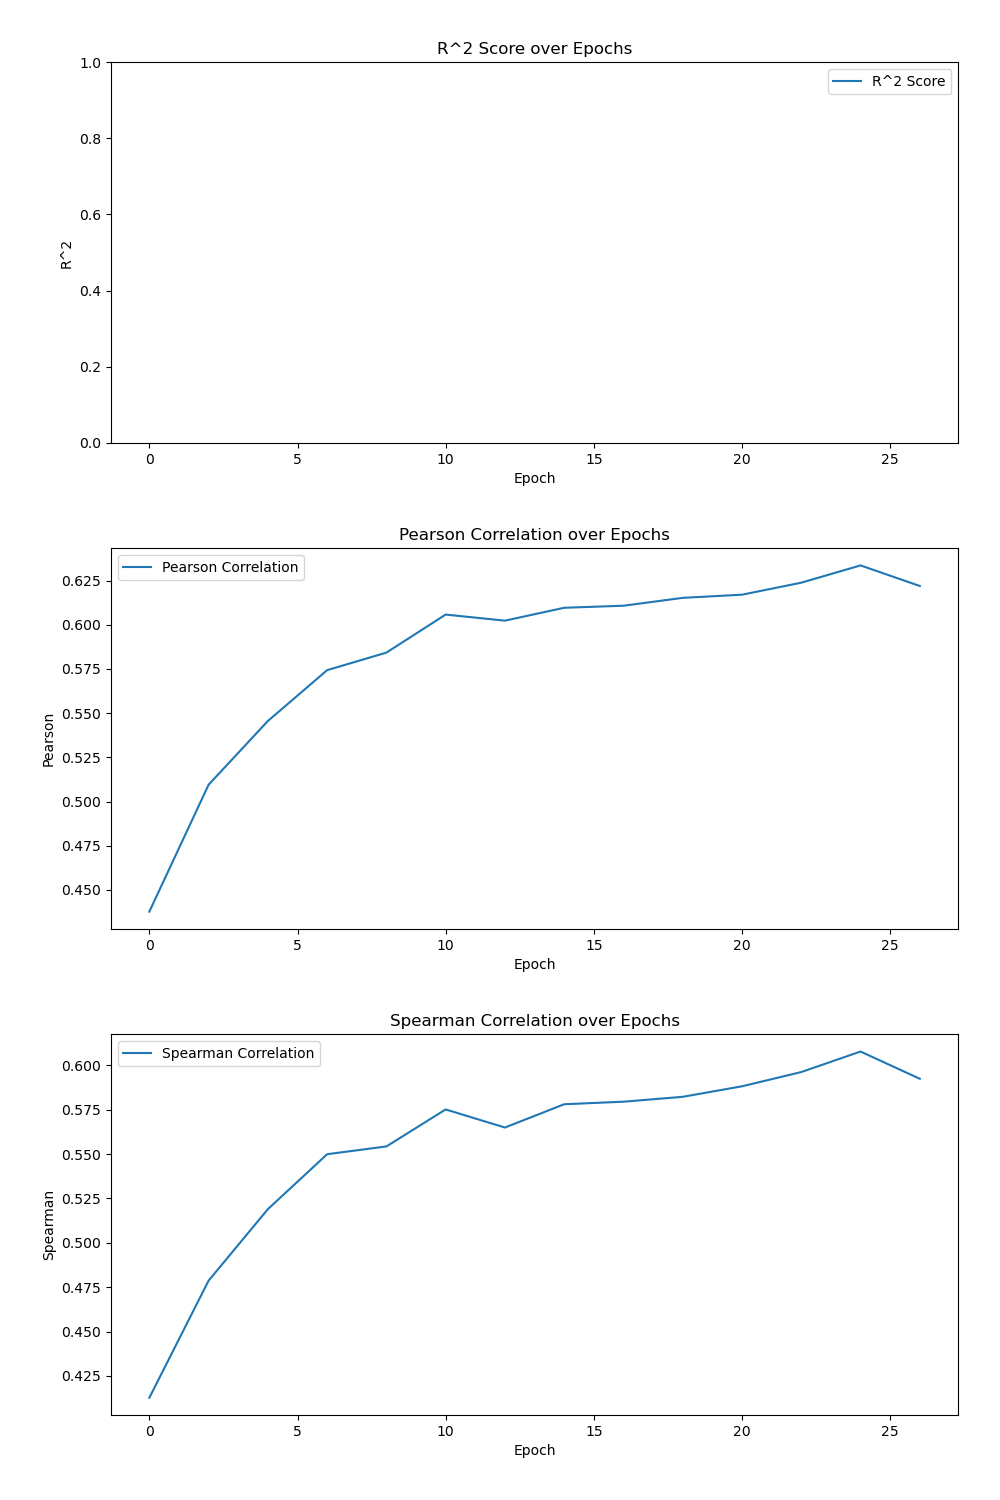 R^2 Score over Epochs
1.0
R^2 Score
0.8
0.6
R^2
0.4
0.2
0.0
0 5 10 15 20 25
Epoch
Pearson Correlation over Epochs
Pearson Correlation
0.625
0.600
0.575
0.550
Pearson
0.525
0.500
0.475
0.450
0 5 10 15 20 25
Epoch
Spearman Correlation over Epochs
Spearman Correlation
0.600
0.575
0.550
0.525
Spearman
0.500
0.475
0.450
0.425
0 5 10 15 20 25
Epoch